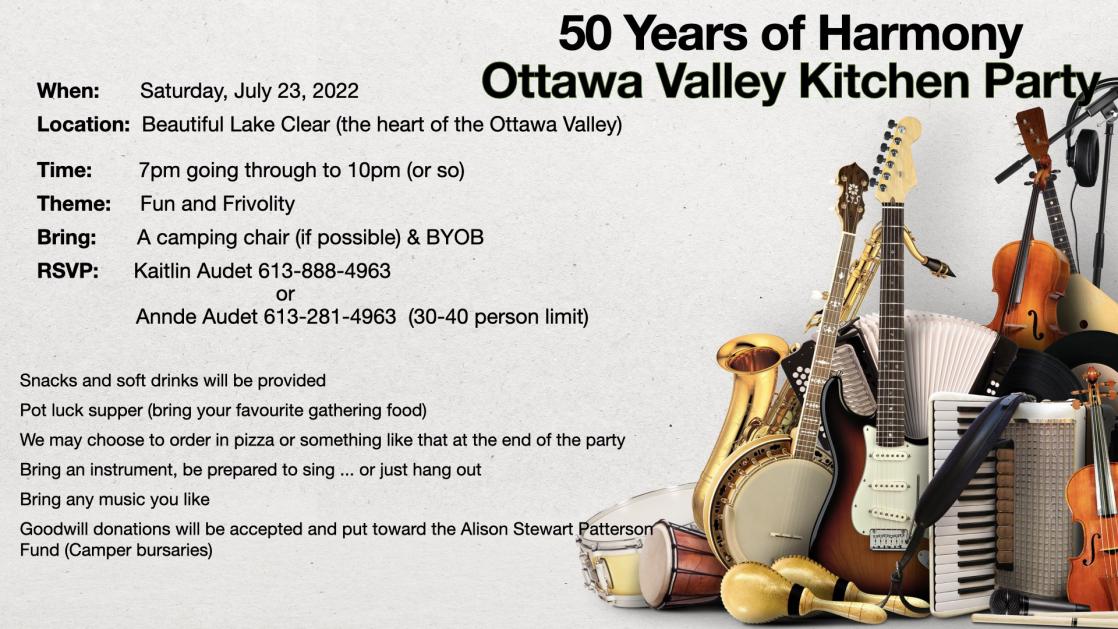 50 Years of Harmony
Ottawa Valley Kitchen Party
When: Saturday, July 23, 2022
Location: Beautiful Lake Clear (the heart of the Ottawa Valley)
Time: 7pm going through to 10pm (or so)
Theme: Fun and Frivolity
Bring: A camping chair (if possible) & BYOB
RSVP: Kaitlin Audet 613-888-4963
or
Annde Audet 613-281-4963 (30-40 person limit)
Snacks and soft drinks will be provided
Pot luck supper (bring your favourite gathering food)
We may choose to order in pizza or something like that at the end of the party
Bring an instrument, be prepared to sing ... or just hang out
Bring any music you like
Goodwill donations will be accepted and put toward the Alison Stewart Patterson
Fund (Camper bursaries)